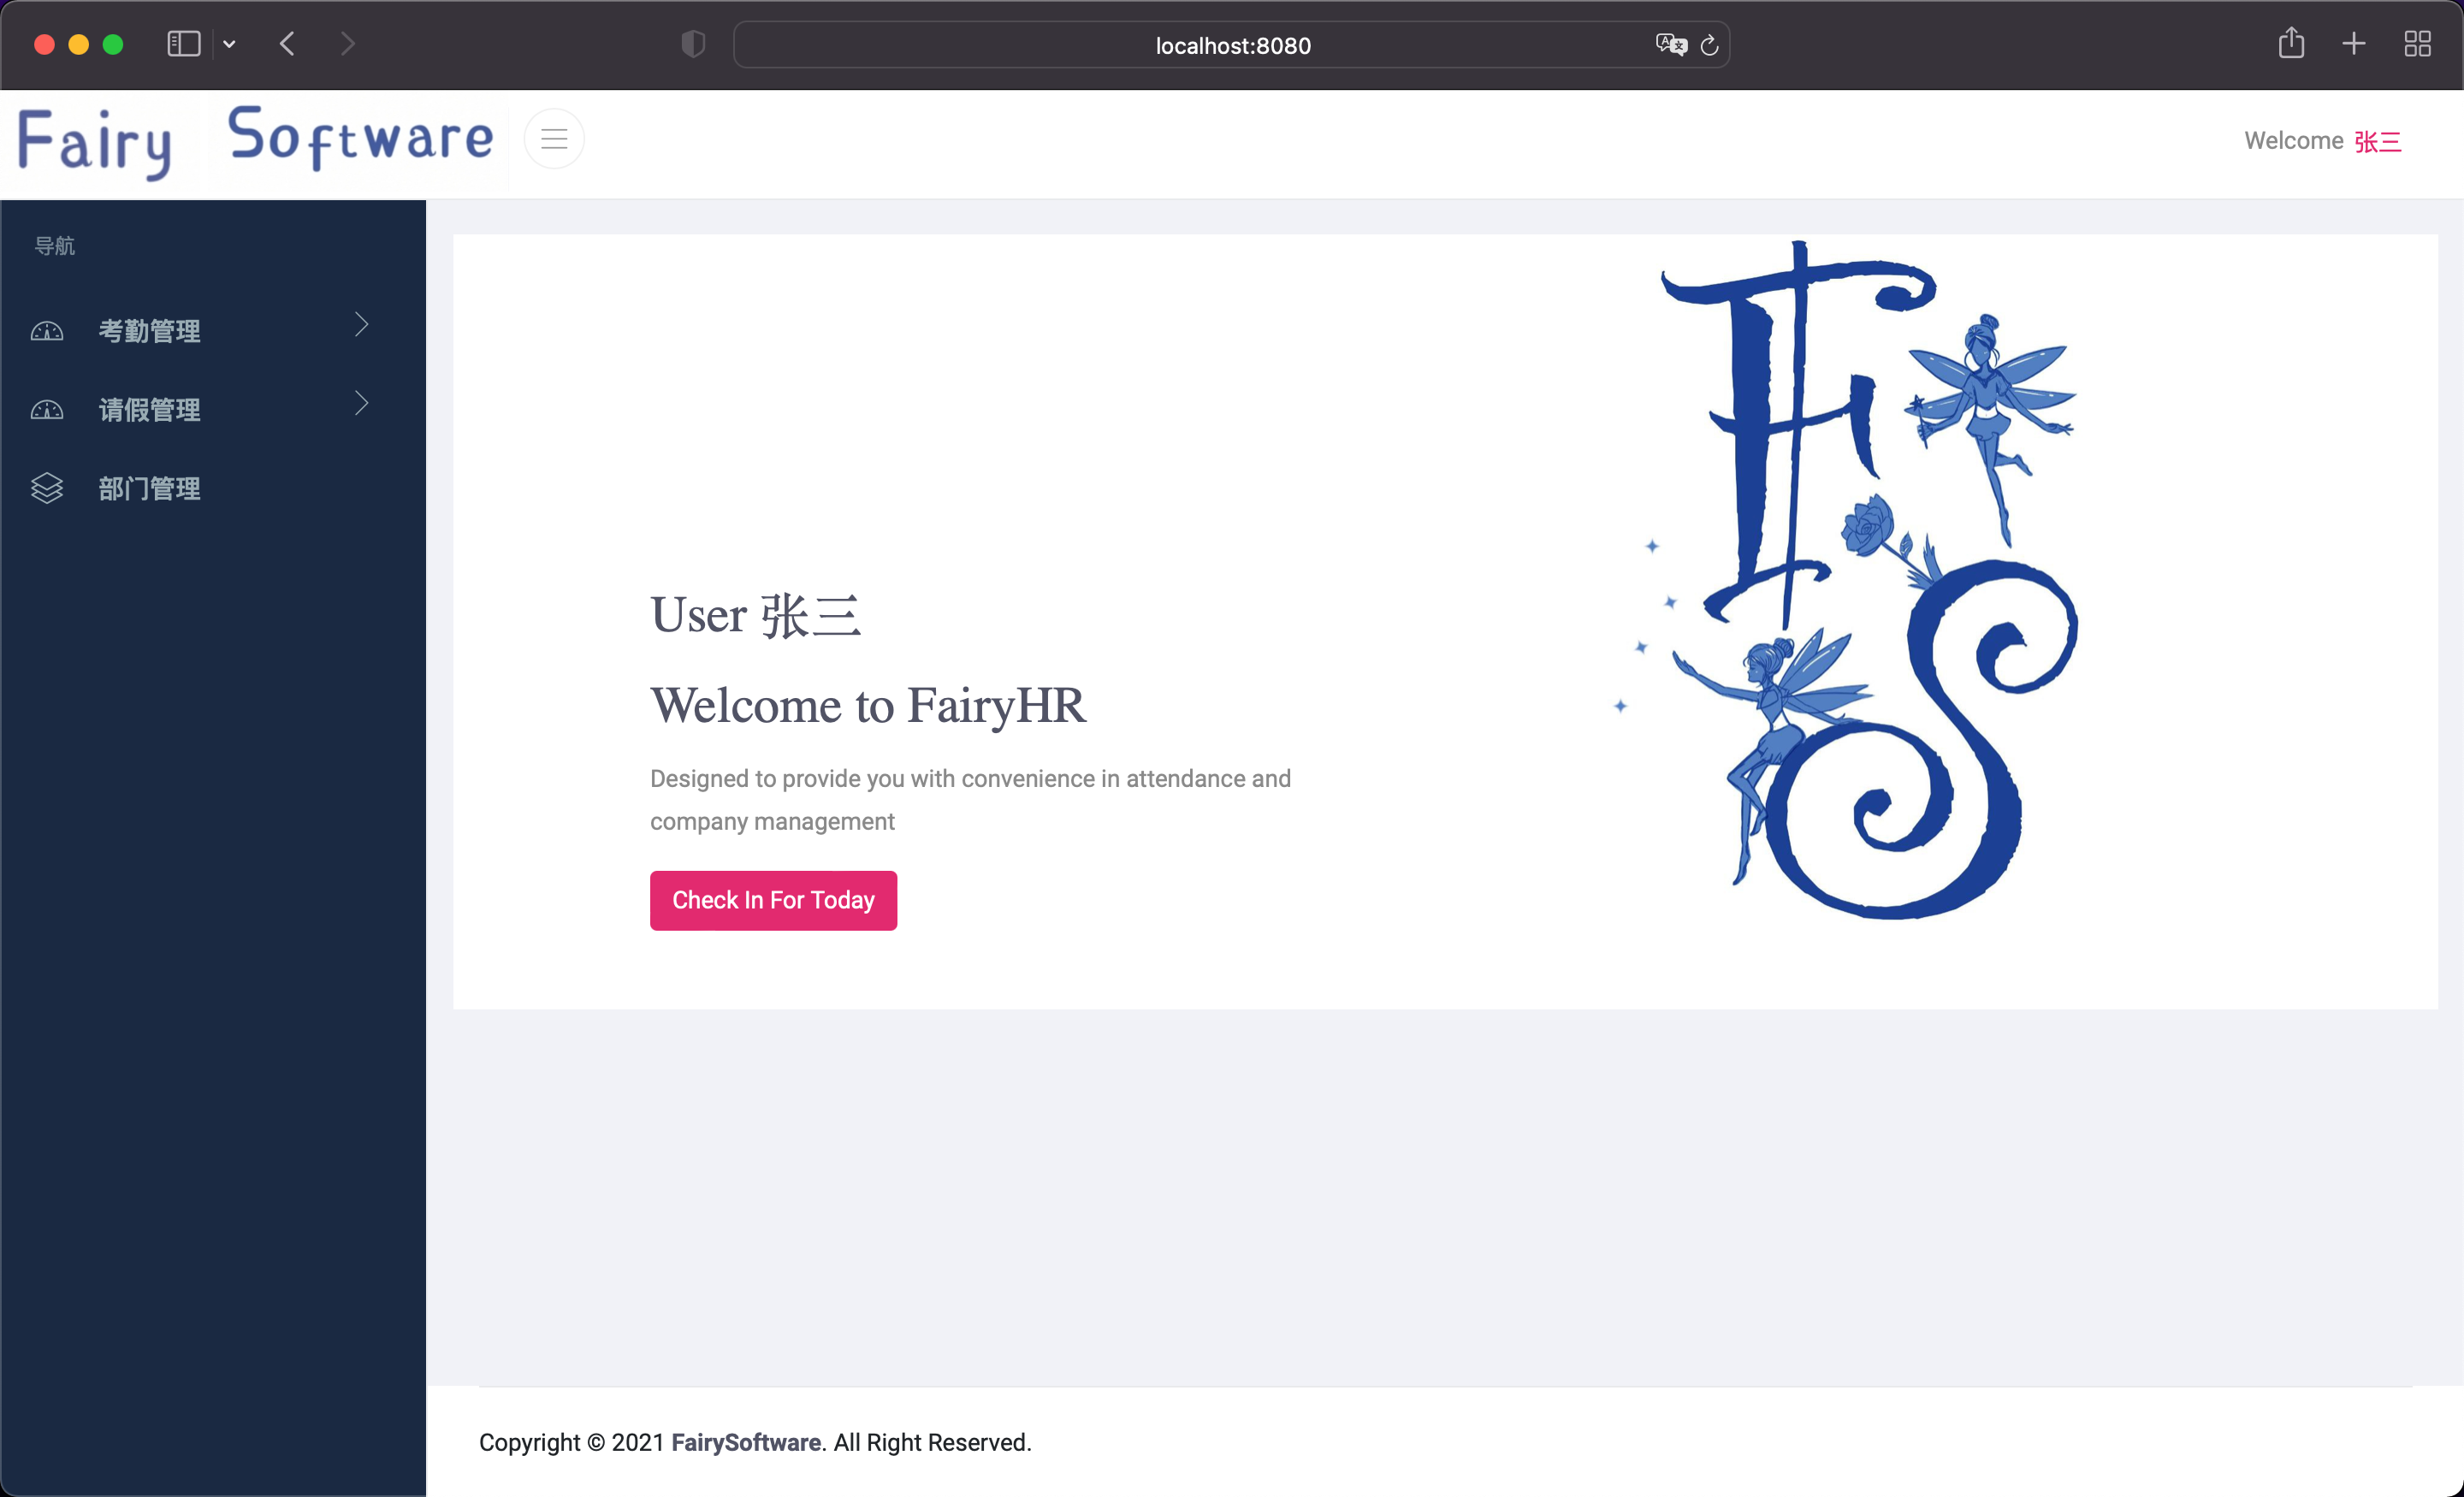 localhost:8080
Fairy Software
Welcome 张三
导航
考勤管理
请假管理
部门管理
User 张三
Welcome to FairyHR
Designed to provide you with convenience in attendance and
company management
Check In For Today
FHS
Copyright © 2021 FairySoftware. All Right Reserved.